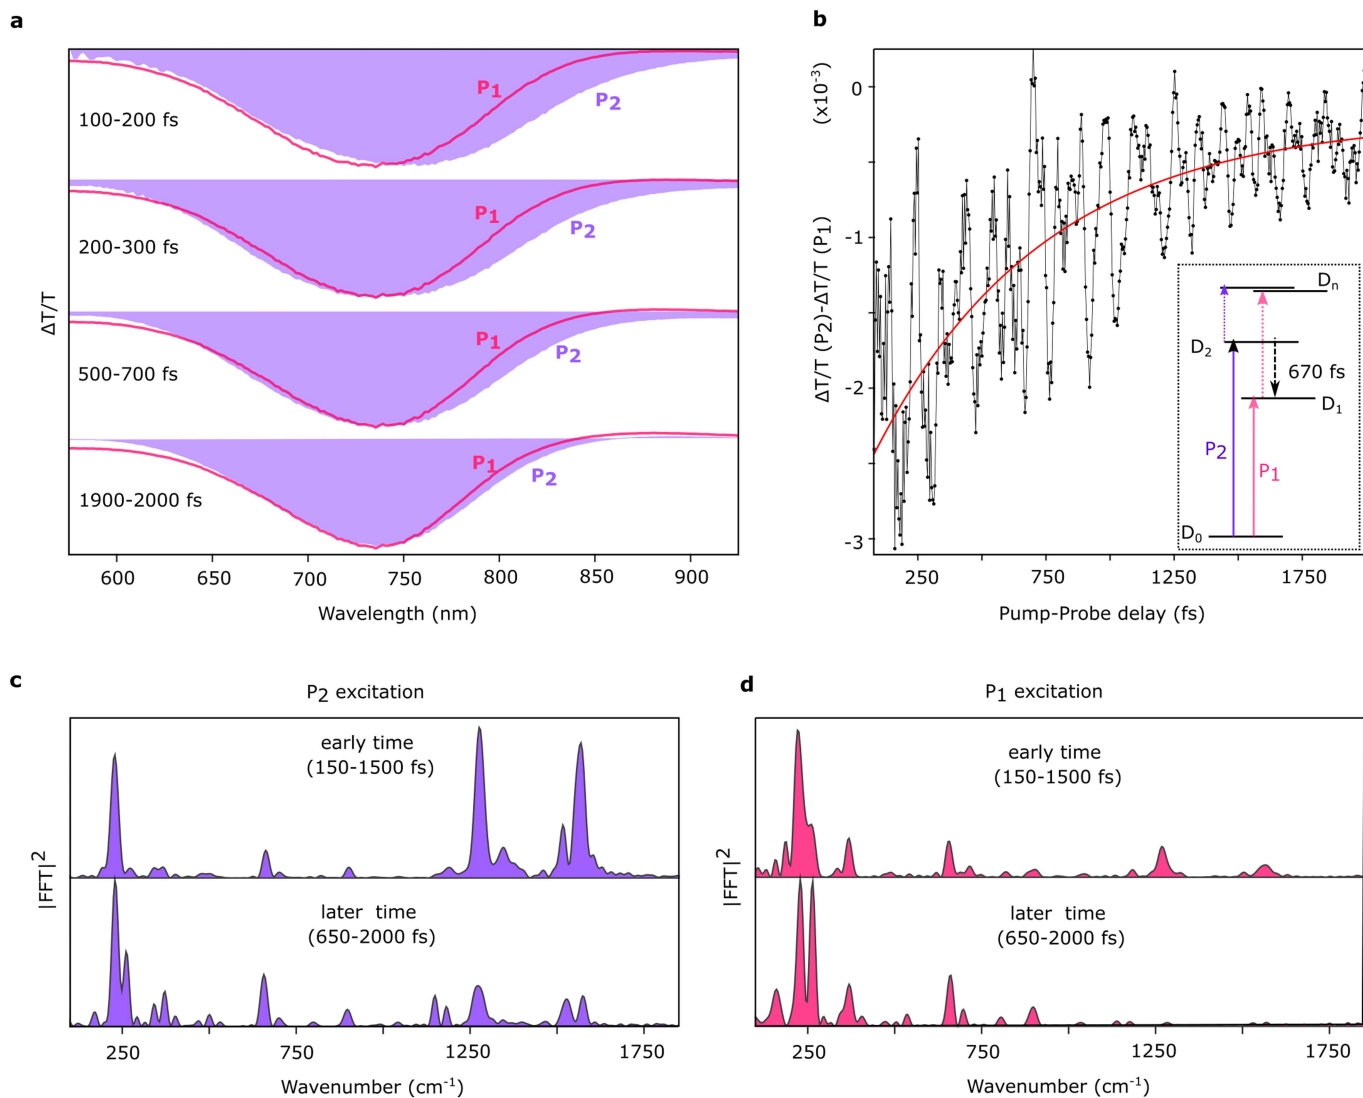 a
P1
P2
100-200 fs
P1
P2
200-300 fs
P1
P2
500-700 fs
P1
P2
1900-2000 fs
ΔT/T
600
650
700
750
800
850
900
Wavelength (nm)
b
ΔT/T (P2)-ΔT/T (P1) (x10-3)
0
-1
-2
-3
250
750
1250
1750
Pump-Probe delay (fs)
Dn
D2
670 fs
D1
P2
P1
D0
c
P2 excitation
early time
(150-1500 fs)
later time
(650-2000 fs)
|FFT|2
250
750
1250
1750
Wavenumber (cm-1)
d
P1 excitation
early time
(150-1500 fs)
later time
(650-2000 fs)
|FFT|2
250
750
1250
1750
Wavenumber (cm-1)